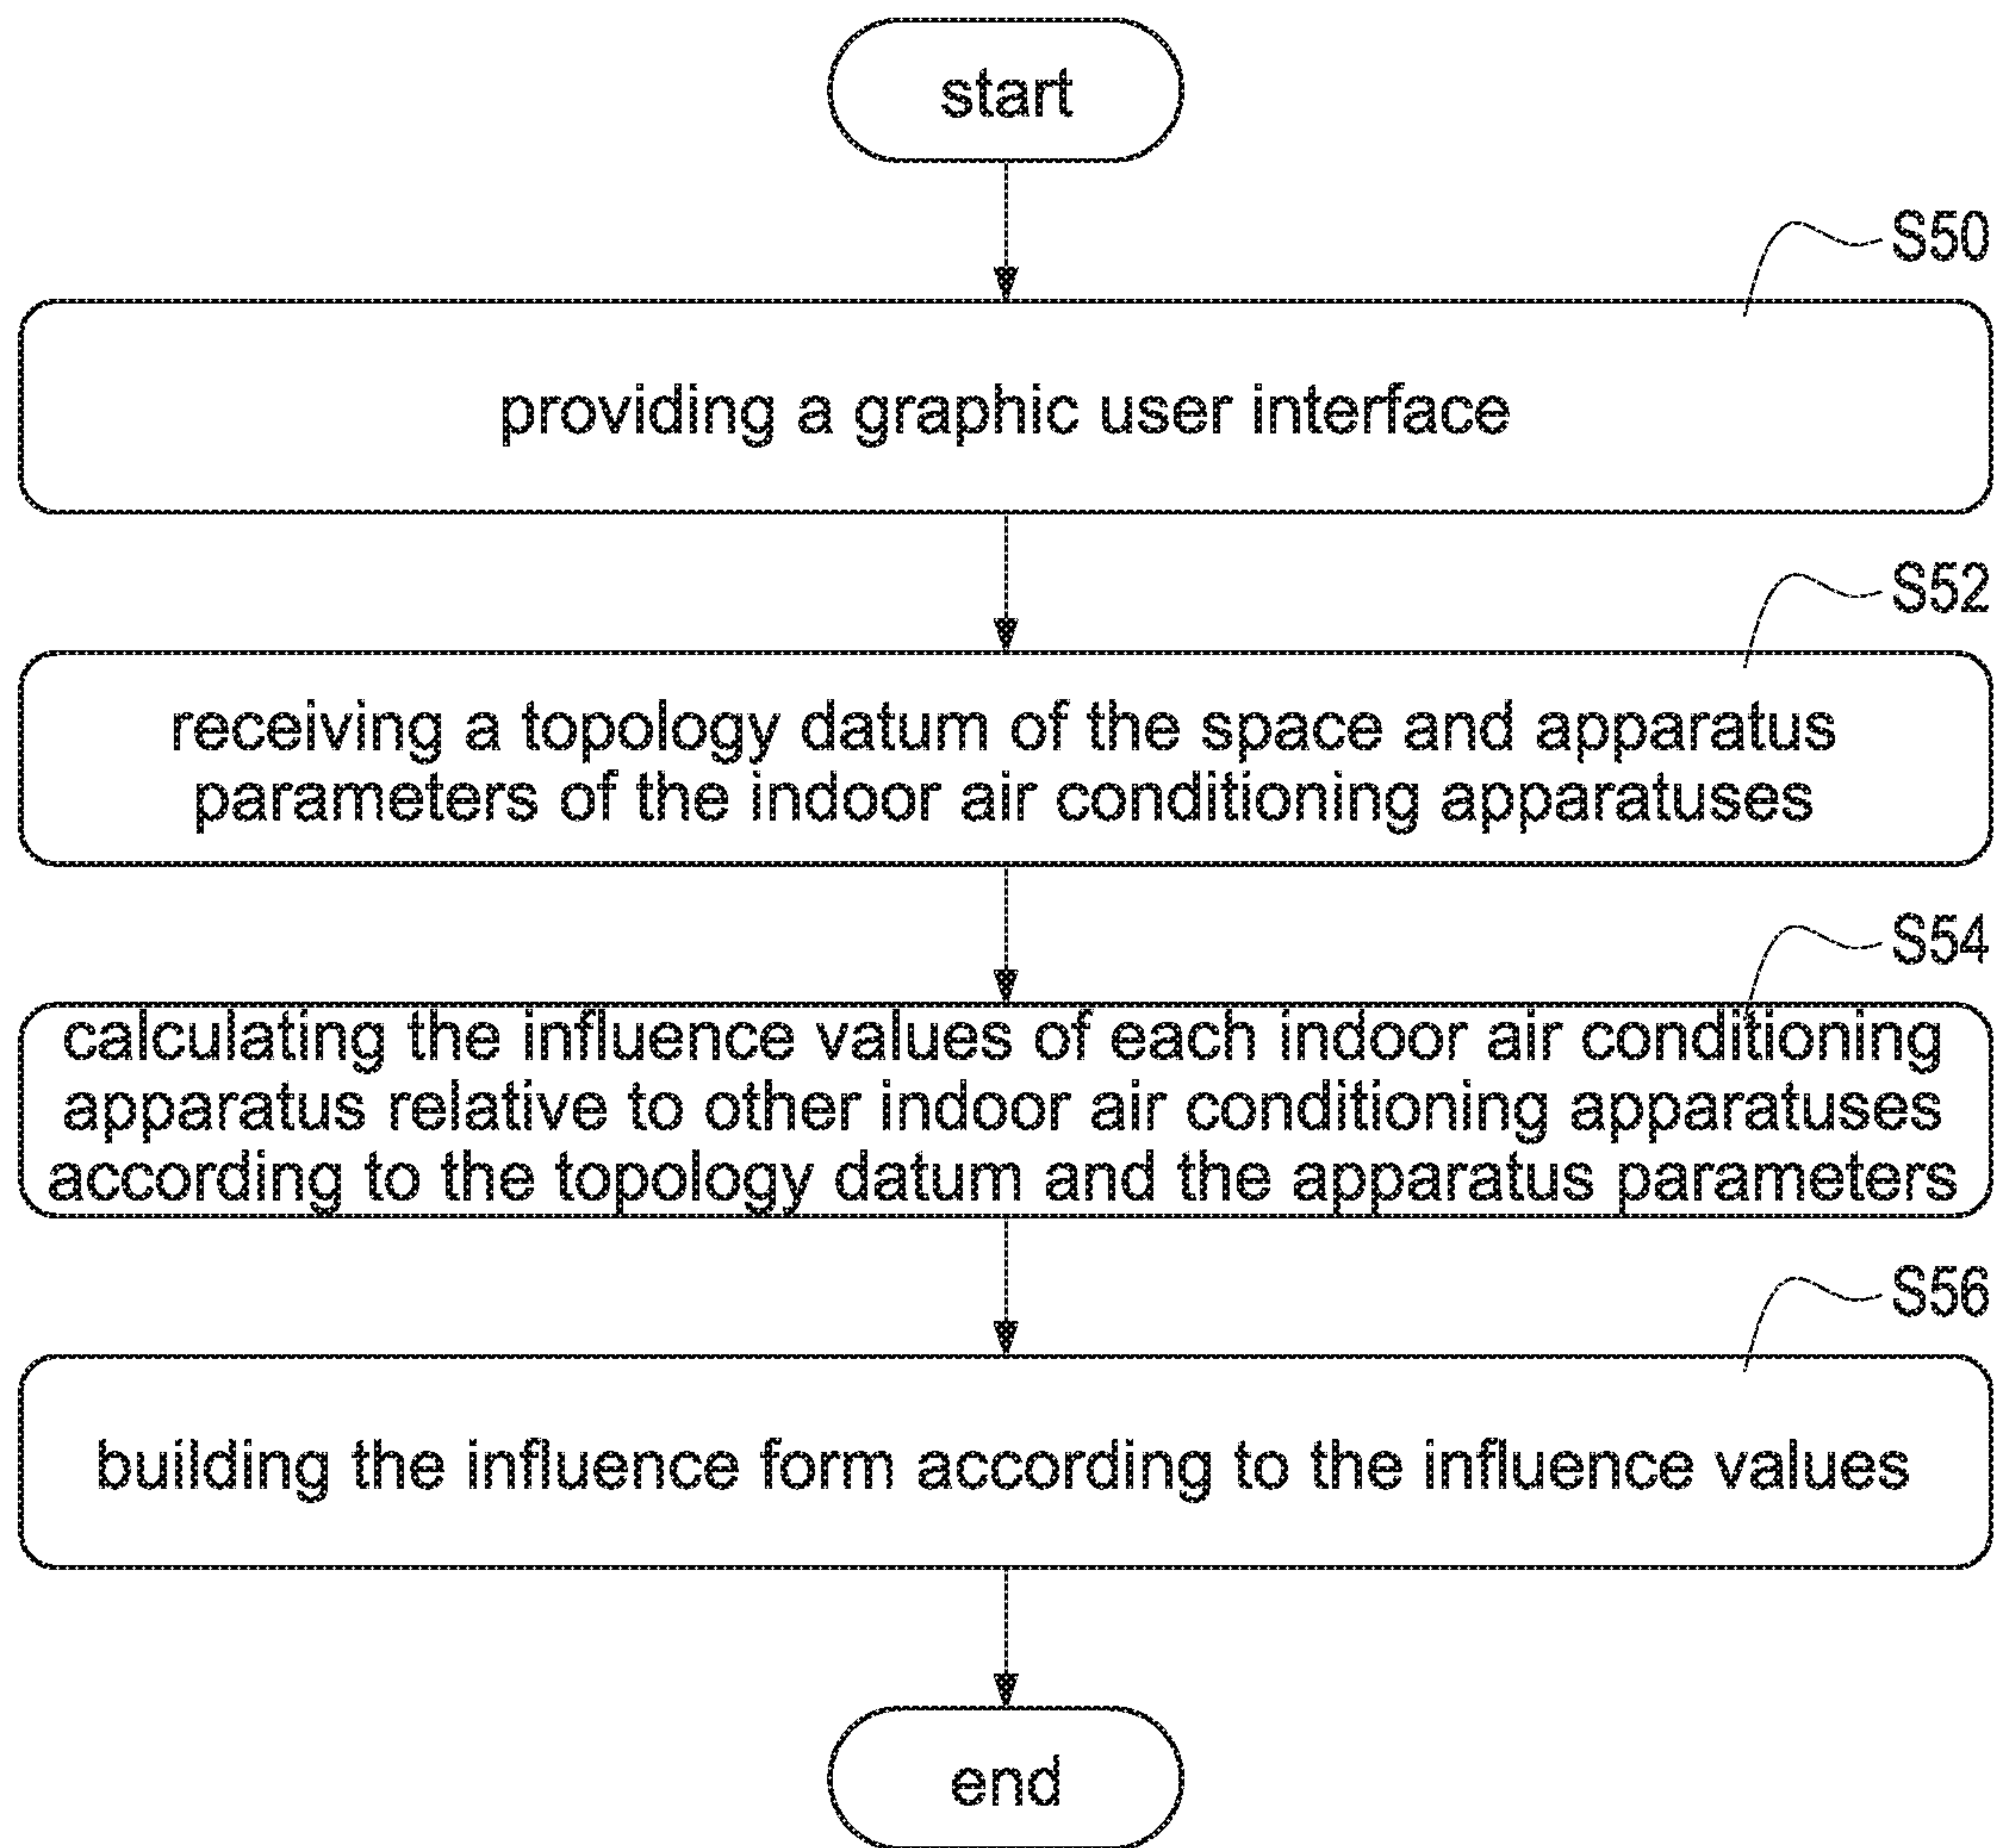 start
S50
providing a graphic user interface
S52
receiving a topology datum of the space and apparatus
parameters of the indoor air conditioning apparatuses
S54
calculating the influence values of each indoor air conditioning
apparatus relative to other indoor air conditioning apparatuses
according to the topology datum and the apparatus parameters
S56
building the influence form according to the influence values
end